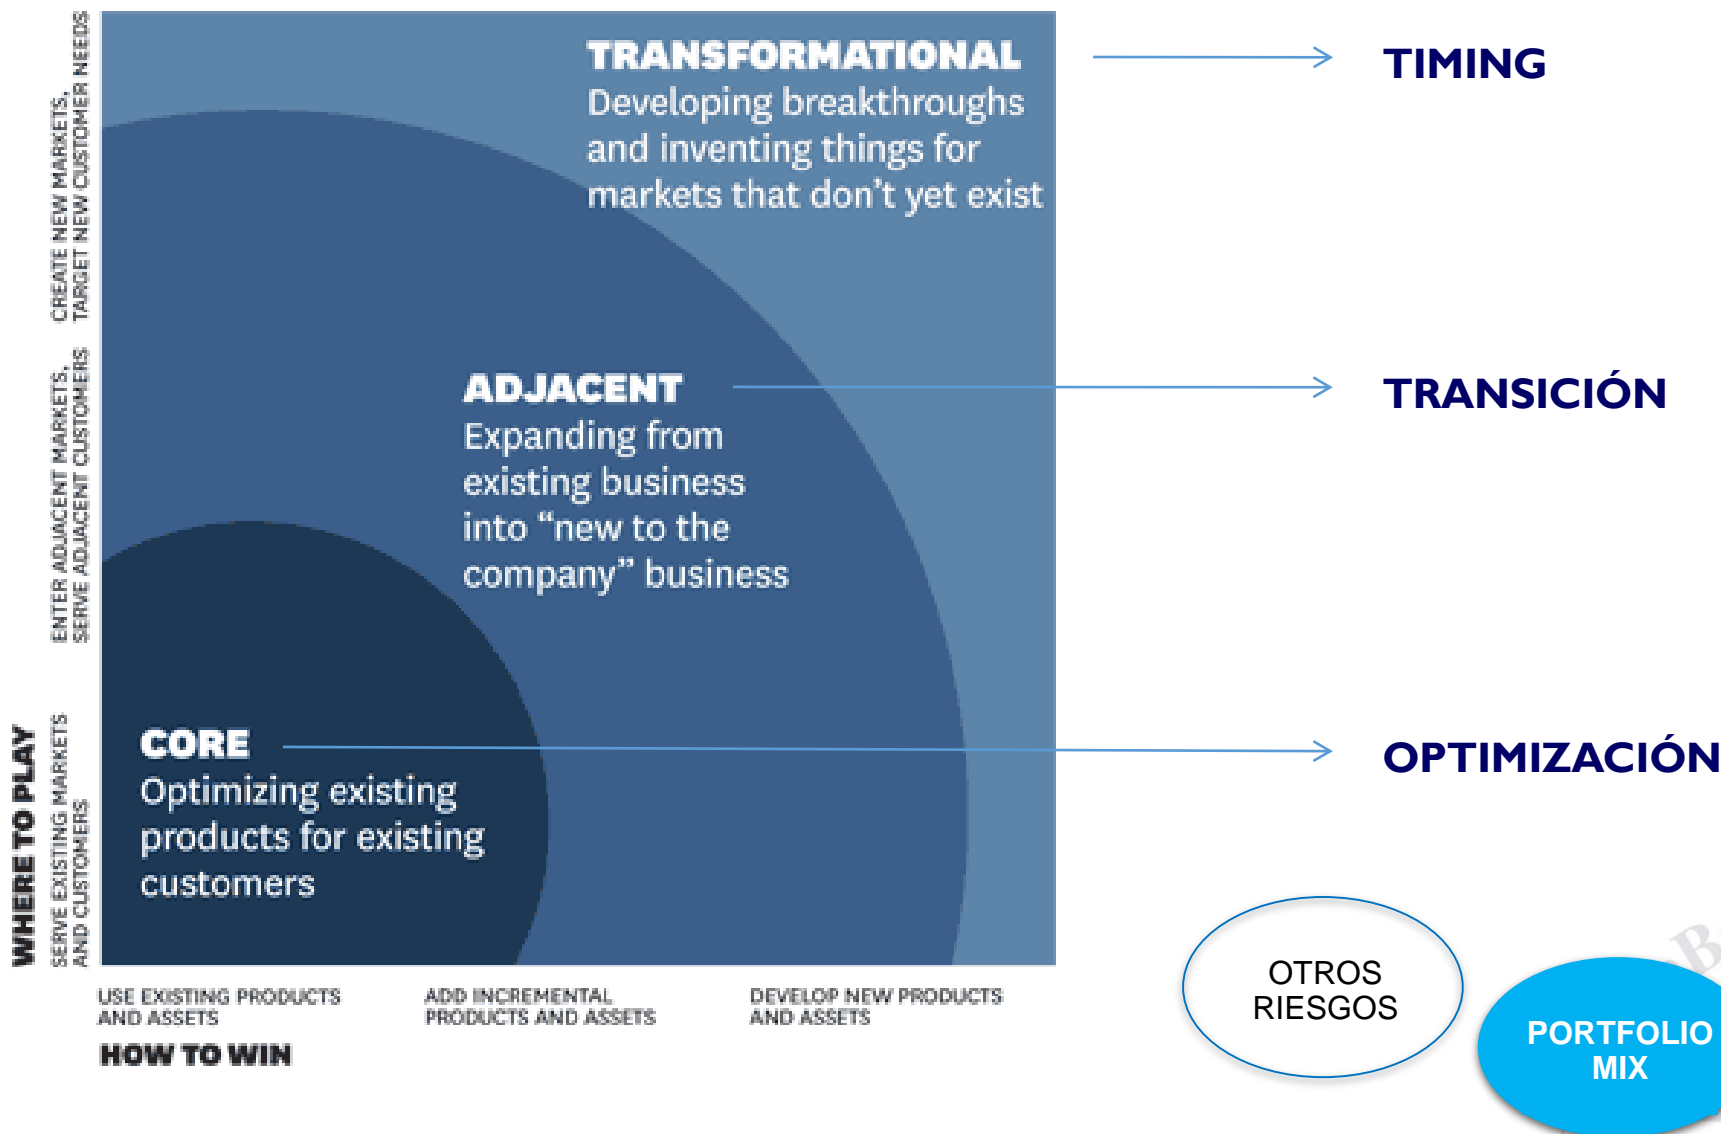 TRANSFORMATIONAL
Developing breakthroughs
and inventing things for
markets that don't yet exist
TIMING
ADJACENT
Expanding from
existing business
into “new to the
company” business
TRANSICIÓN
CORE
Optimizing existing
products for existing
customers
OPTIMIZACIÓN
CREATE NEW MARKETS,
TARGET NEW CUSTOMER NEEDS
ENTER ADJACENT MARKETS,
SERVE ADJACENT CUSTOMERS
SERVE EXISTING MARKETS
AND CUSTOMERS
WHERE TO PLAY
USE EXISTING PRODUCTS
AND ASSETS
ADD INCREMENTAL
PRODUCTS AND ASSETS
DEVELOP NEW PRODUCTS
AND ASSETS
HOW TO WIN
OTROS
RIESGOS
PORTFOLIO
MIX